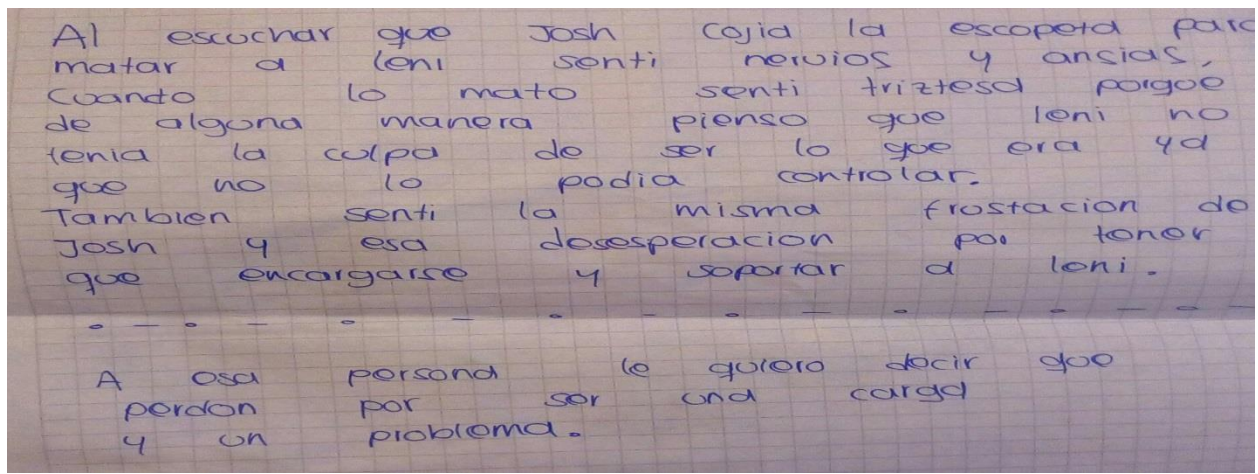 Al escuchar que Josh cojia la escopeta para
matar a leni senti nervios y ansias,
Cuando lo mato senti triztesa porque
de alguna manera pienso que leni no
tenia la culpa de ser lo que era ya
que no lo podia controlar.
Tambien senti la misma frustacion de
Josh y esa desesperacion por tener
que encargarse y soportar a leni.
A esa persona le quiero decir que
perdon por ser una carga
y un problema.